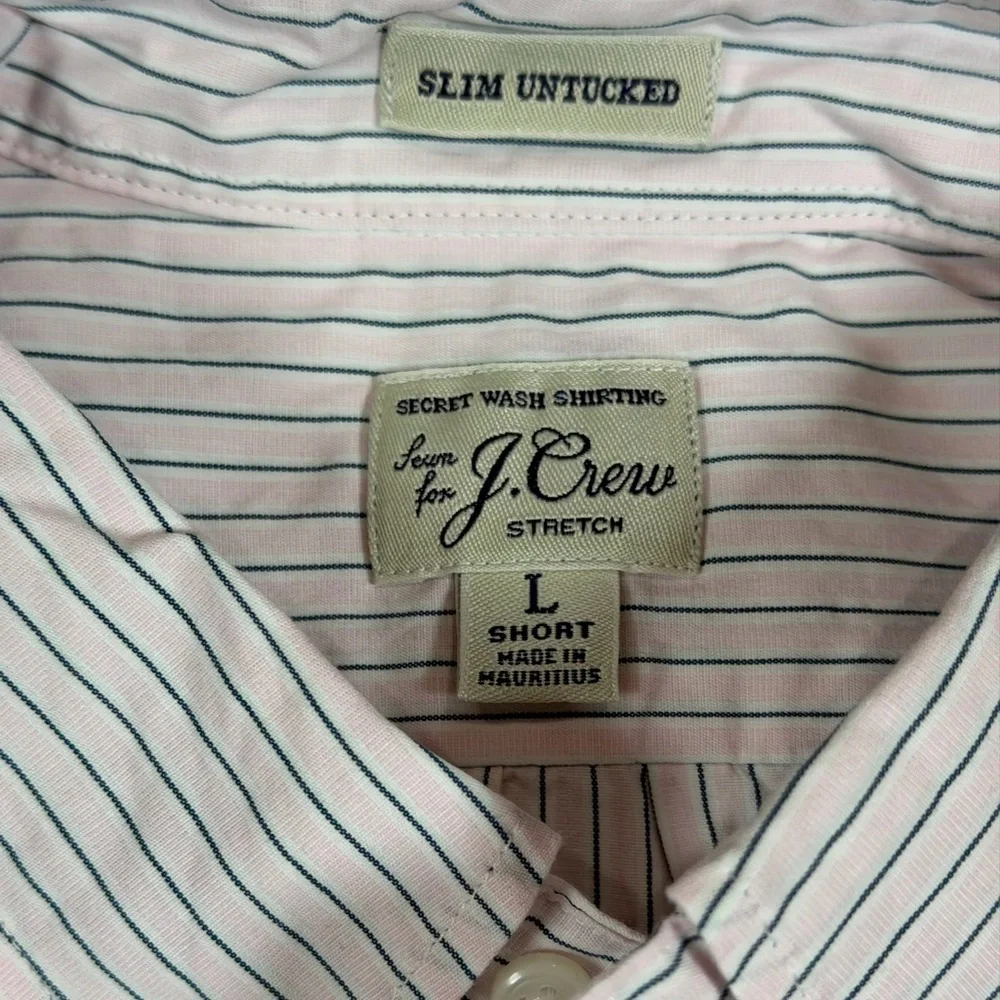 SLIM UNTUCKED
SECRET WASH SHIRTING
Sewn
for J.Crew
STRETCH
L
SHORT
MADE IN
MAURITIUS